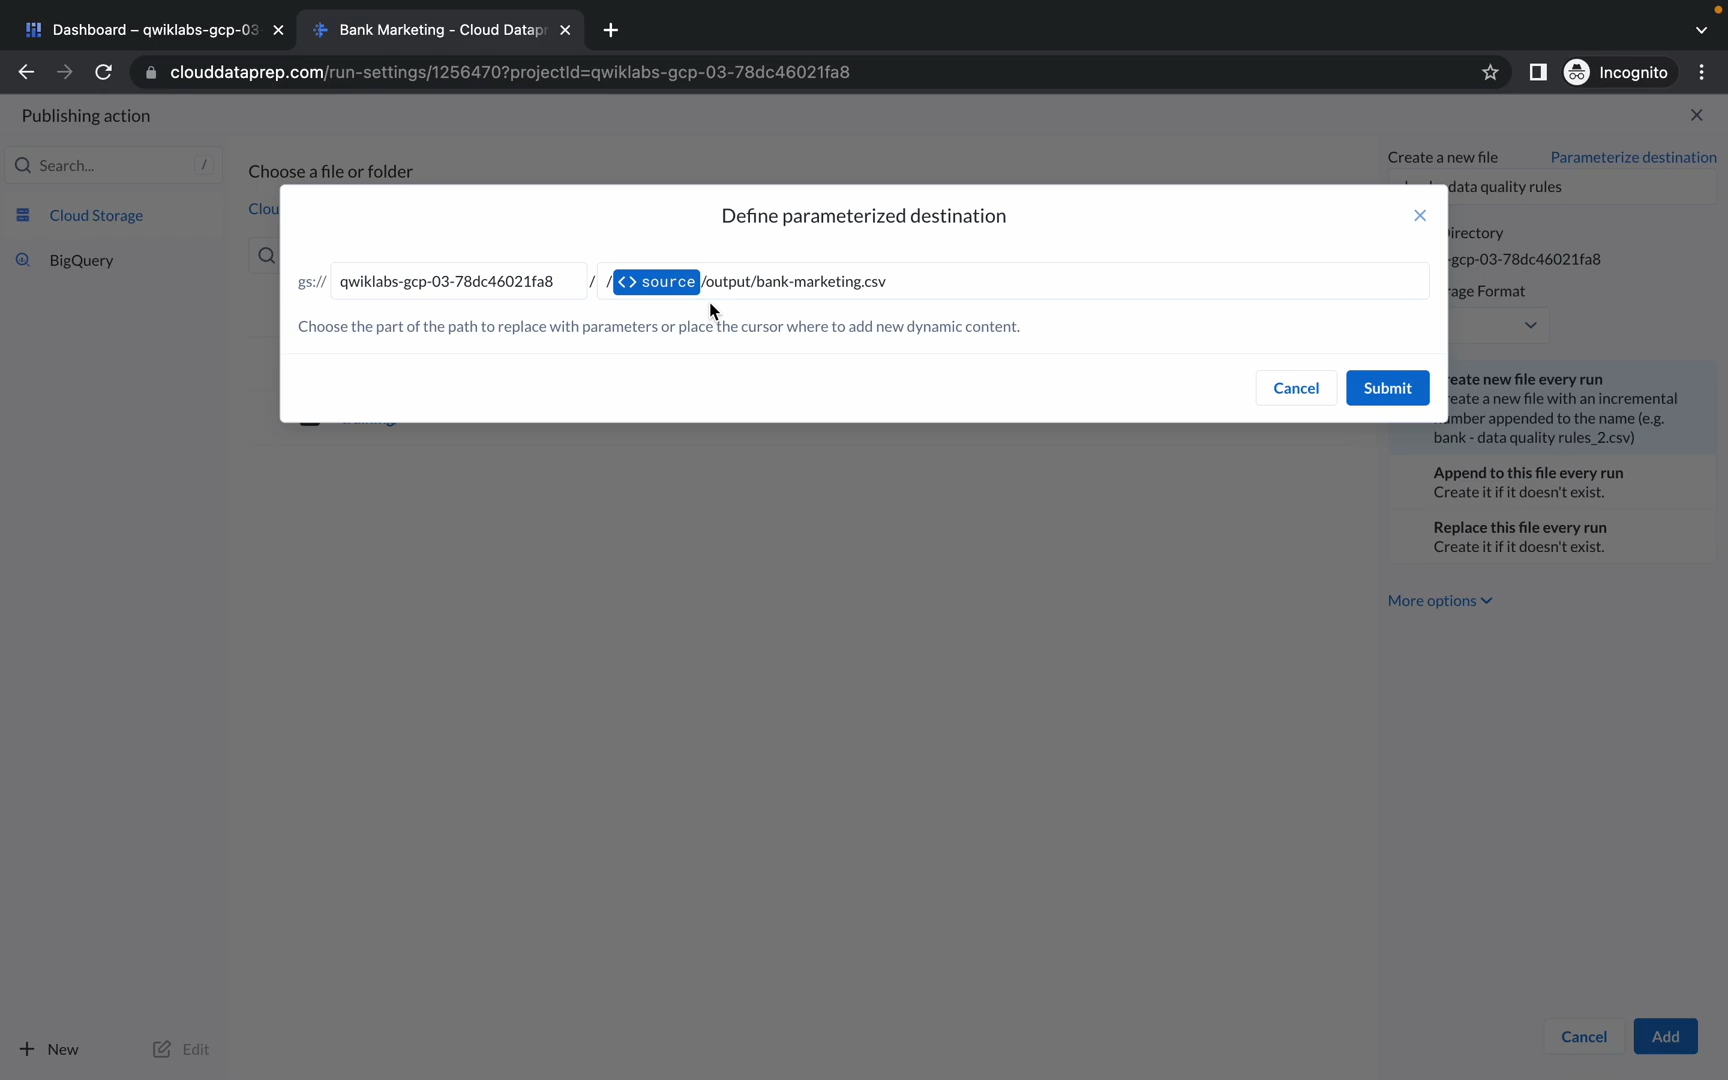 Dashboard – qwiklabs-gcp-03
Bank Marketing - Cloud Datapr
clouddataprep.com/run-settings/1256470?projectId=qwiklabs-gcp-03-78dc46021fa8
Incognito
Publishing action
Search...
/
Cloud Storage
BigQuery
Choose a file or folder
Clou
Create a new file
Parameterize destination
data quality rules
irectory
-gcp-03-78dc46021fa8
rage Format
Define parameterized destination
gs:// qwiklabs-gcp-03-78dc46021fa8 / /<> source/output/bank-marketing.csv
Choose the part of the path to replace with parameters or place the cursor where to add new dynamic content.
Cancel
Submit
reate new file every run
reate a new file with an incremental
mber appended to the name (e.g.
bank - data quality rules_2.csv)
Append to this file every run
Create it if it doesn't exist.
Replace this file every run
Create it if it doesn't exist.
More options
New
Edit
Cancel
Add